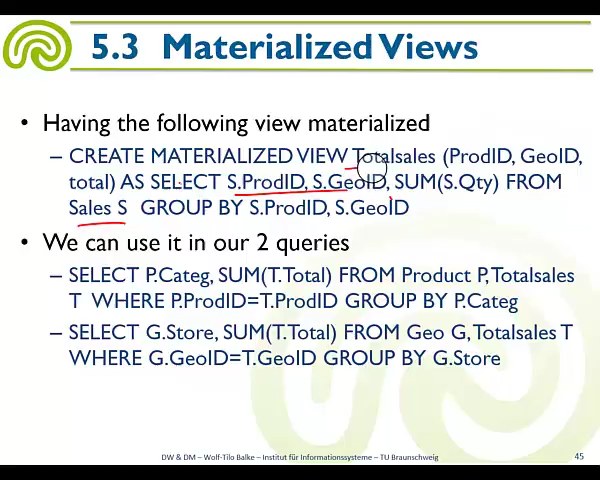 5.3 Materialized Views
• Having the following view materialized
– CREATE MATERIALIZED VIEW Totalsales (ProdID, GeoID,
total) AS SELECT S.ProdID, S.GeoID, SUM(S.Qty) FROM
Sales S GROUP BY S.ProdID, S.GeoID
• We can use it in our 2 queries
– SELECT P.Categ, SUM(T.Total) FROM Product P, Totalsales
T WHERE P.ProdID=T.ProdID GROUP BY P.Categ
– SELECT G.Store, SUM(T.Total) FROM Geo G, Totalsales T
WHERE G.GeoID=T.GeoID GROUP BY G.Store
DW & DM – Wolf-Tilo Balke – Institut für Informationssysteme – TU Braunschweig
45